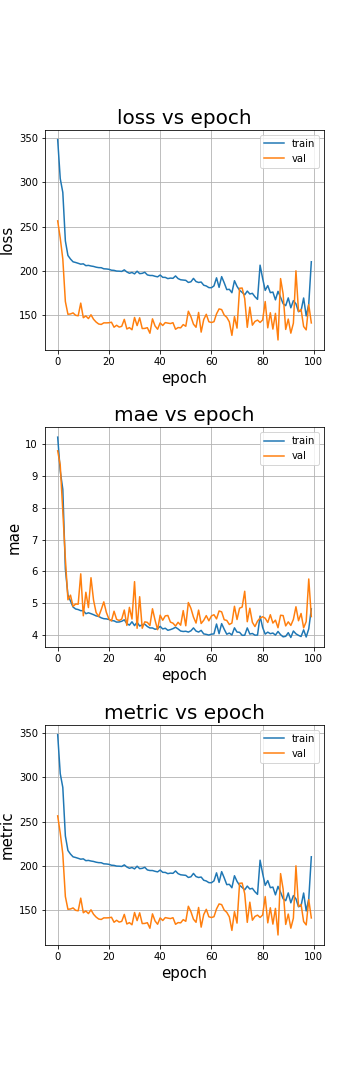 loss vs epoch
350
300
250
200
150
loss
train
val
0 20 40 60 80 100
epoch
mae vs epoch
10
9
8
7
6
5
4
mae
train
val
0 20 40 60 80 100
epoch
metric vs epoch
350
300
250
200
150
metric
train
val
0 20 40 60 80 100
epoch